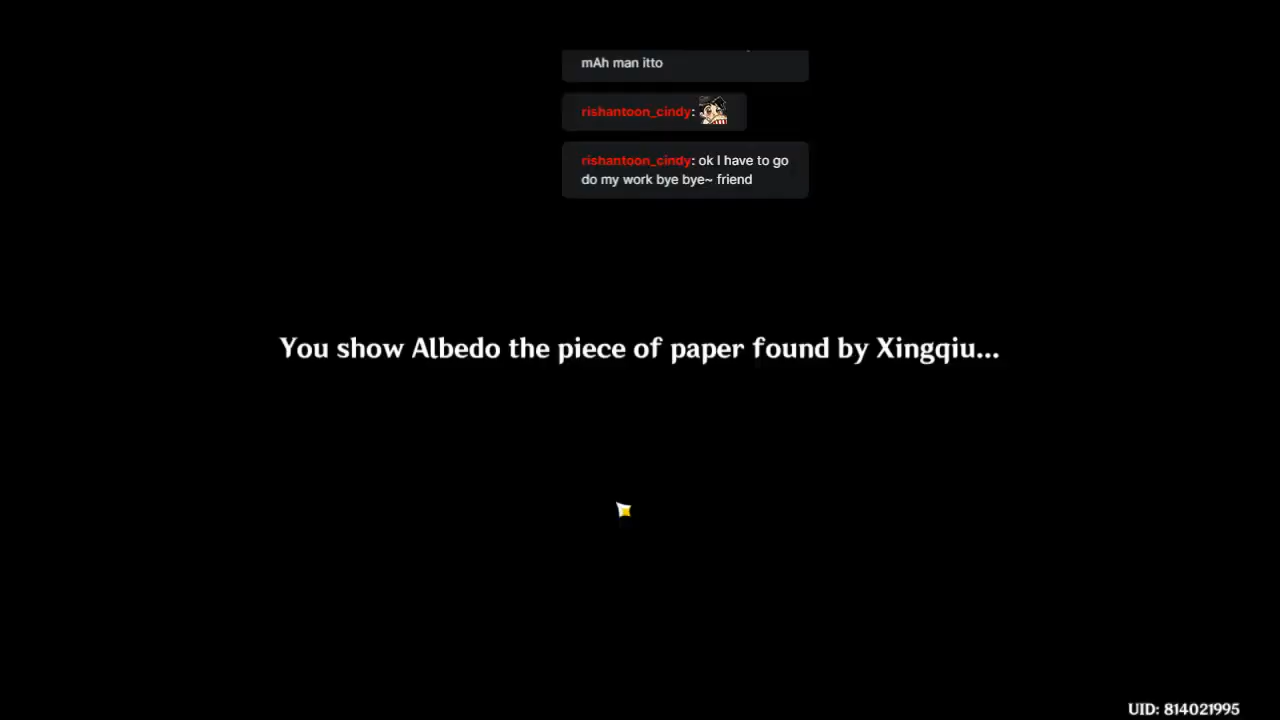 mAh man itto
rishantoon_cindy:
rishantoon_cindy: ok I have to go
do my work bye bye~ friend
You show Albedo the piece of paper found by Xingqiu...
UID: 814021995